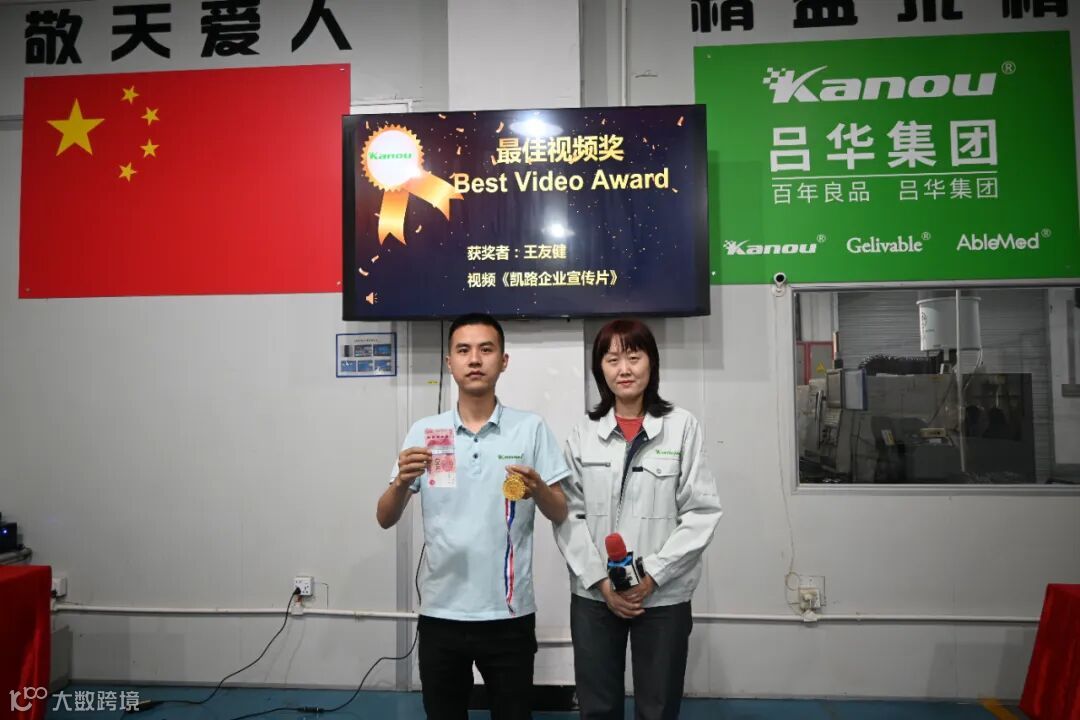 敬天爱人
精益求精
Kanou®
吕华集团
百年良品 吕华集团
Kanou® Gelivable® AbleMed®
Kanou
最佳视频奖
Best Video Award
获奖者：王友健
视频《凯路企业宣传片》
Kanou
大数跨境